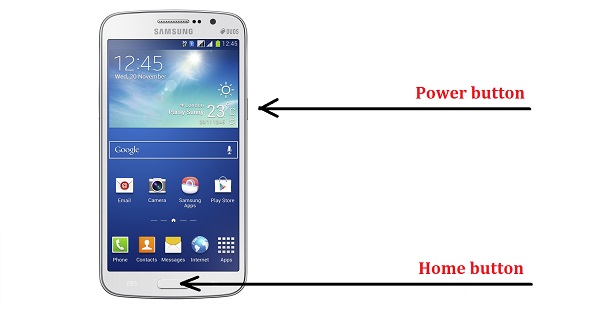 SAMSUNG DUOS
12:45
12:45
Wed, 20 November
23°
Partly Sunny
Google
Email Camera Samsung Apps Play Store
Phone Contacts Messages Internet Apps
Power button
Home button